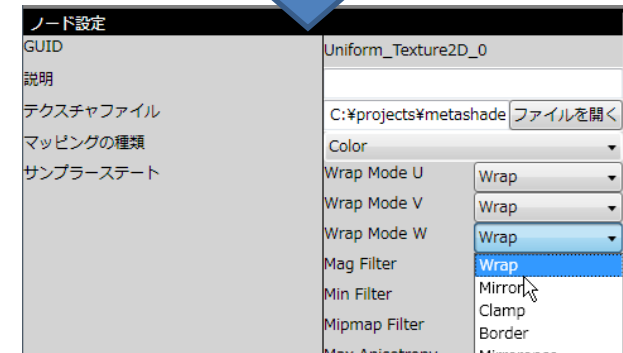 ノード設定
GUID Uniform_Texture2D_0
説明
テクスチャファイル C:¥projects¥metashade ファイルを開く
マッピングの種類 Color
サンプラーステート Wrap Mode U Wrap
Wrap Mode V Wrap
Wrap Mode W Wrap
Mag Filter Wrap
Min Filter Mirror
Clamp
Mipmap Filter Border
Max Anisotropy